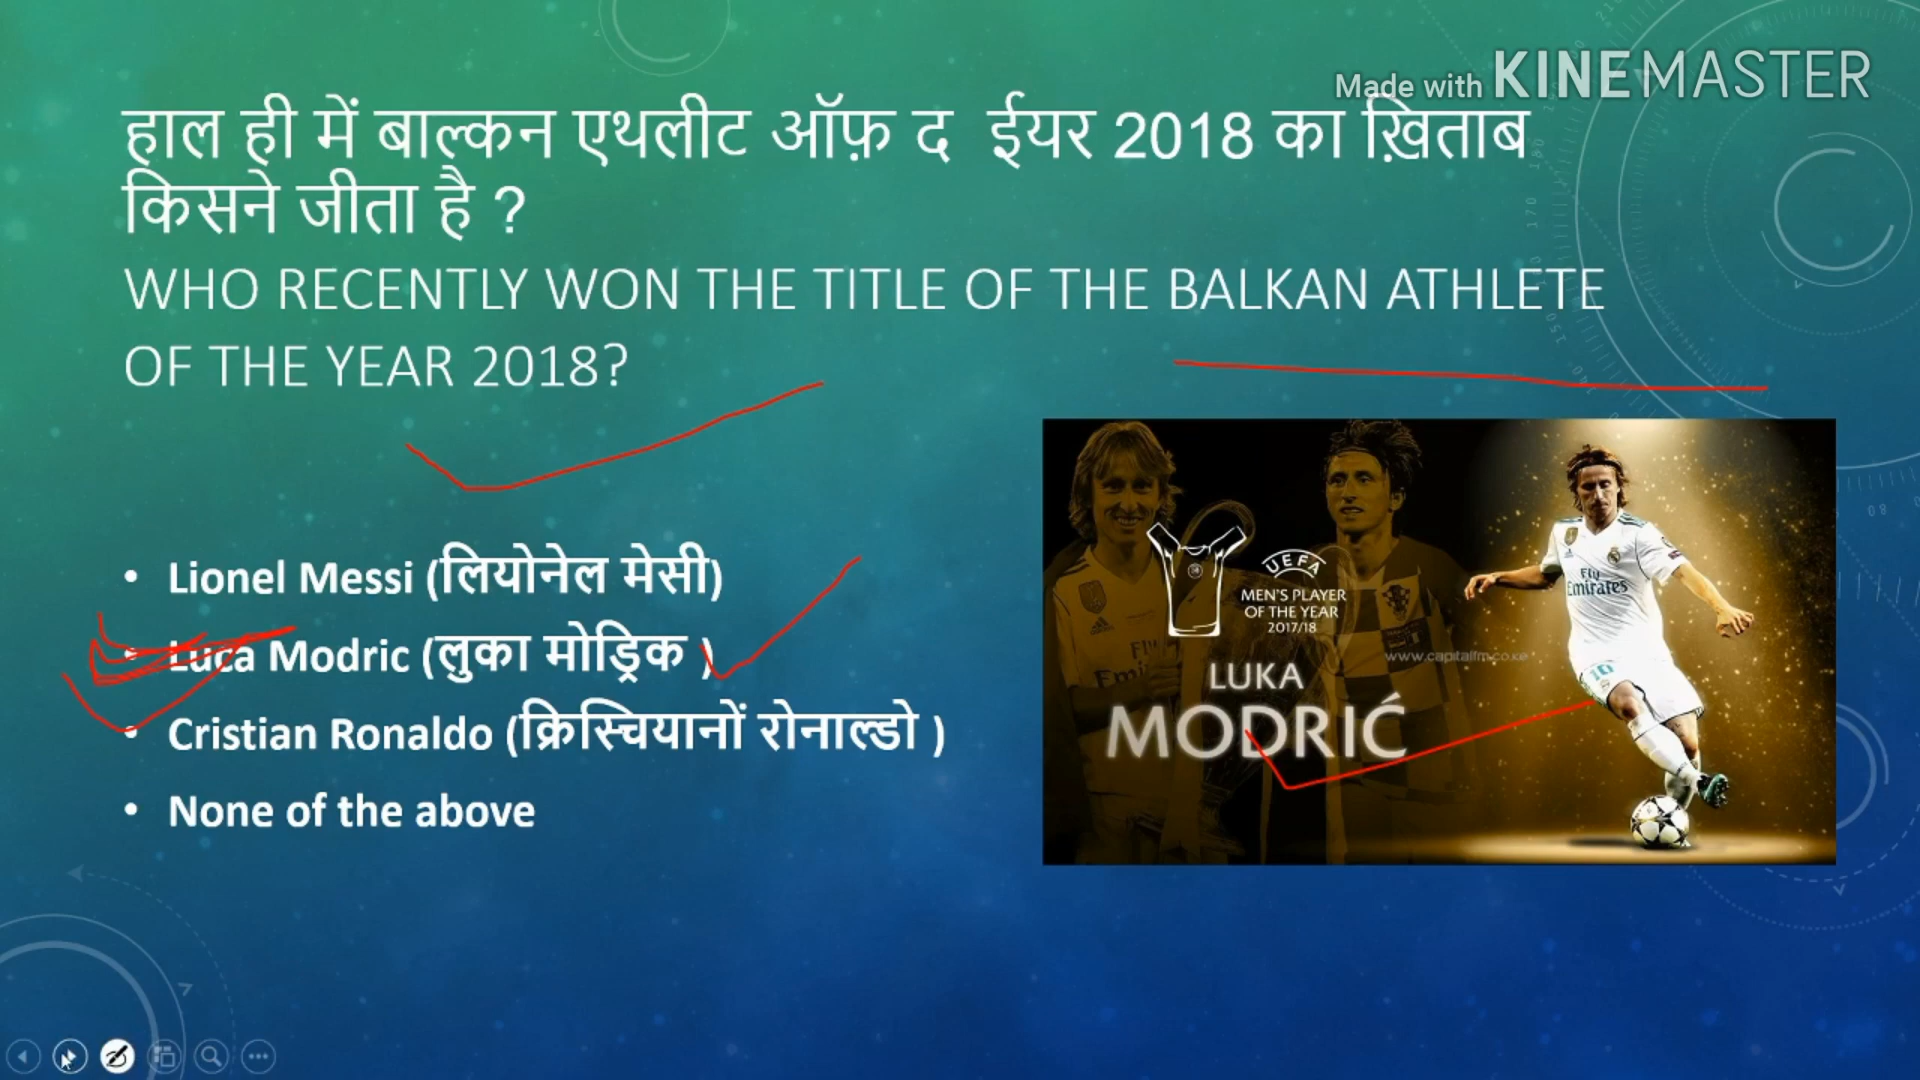 Made with KINEMASTER
हाल ही में बाल्कन एथलीट ऑफ़ द ईयर 2018 का ख़िताब
किसने जीता है ?
WHO RECENTLY WON THE TITLE OF THE BALKAN ATHLETE
OF THE YEAR 2018?
• Lionel Messi (लियोनेल मेसी)
• Luca Modric (लुका मोड्रिक )
• Cristian Ronaldo (क्रिस्चियानों रोनाल्डो )
• None of the above
UEFA
MEN'S PLAYER
OF THE YEAR
2017/18
www.capitalfm.co.ke
LUKA
MODRIĆ
Fly
Emirates
10